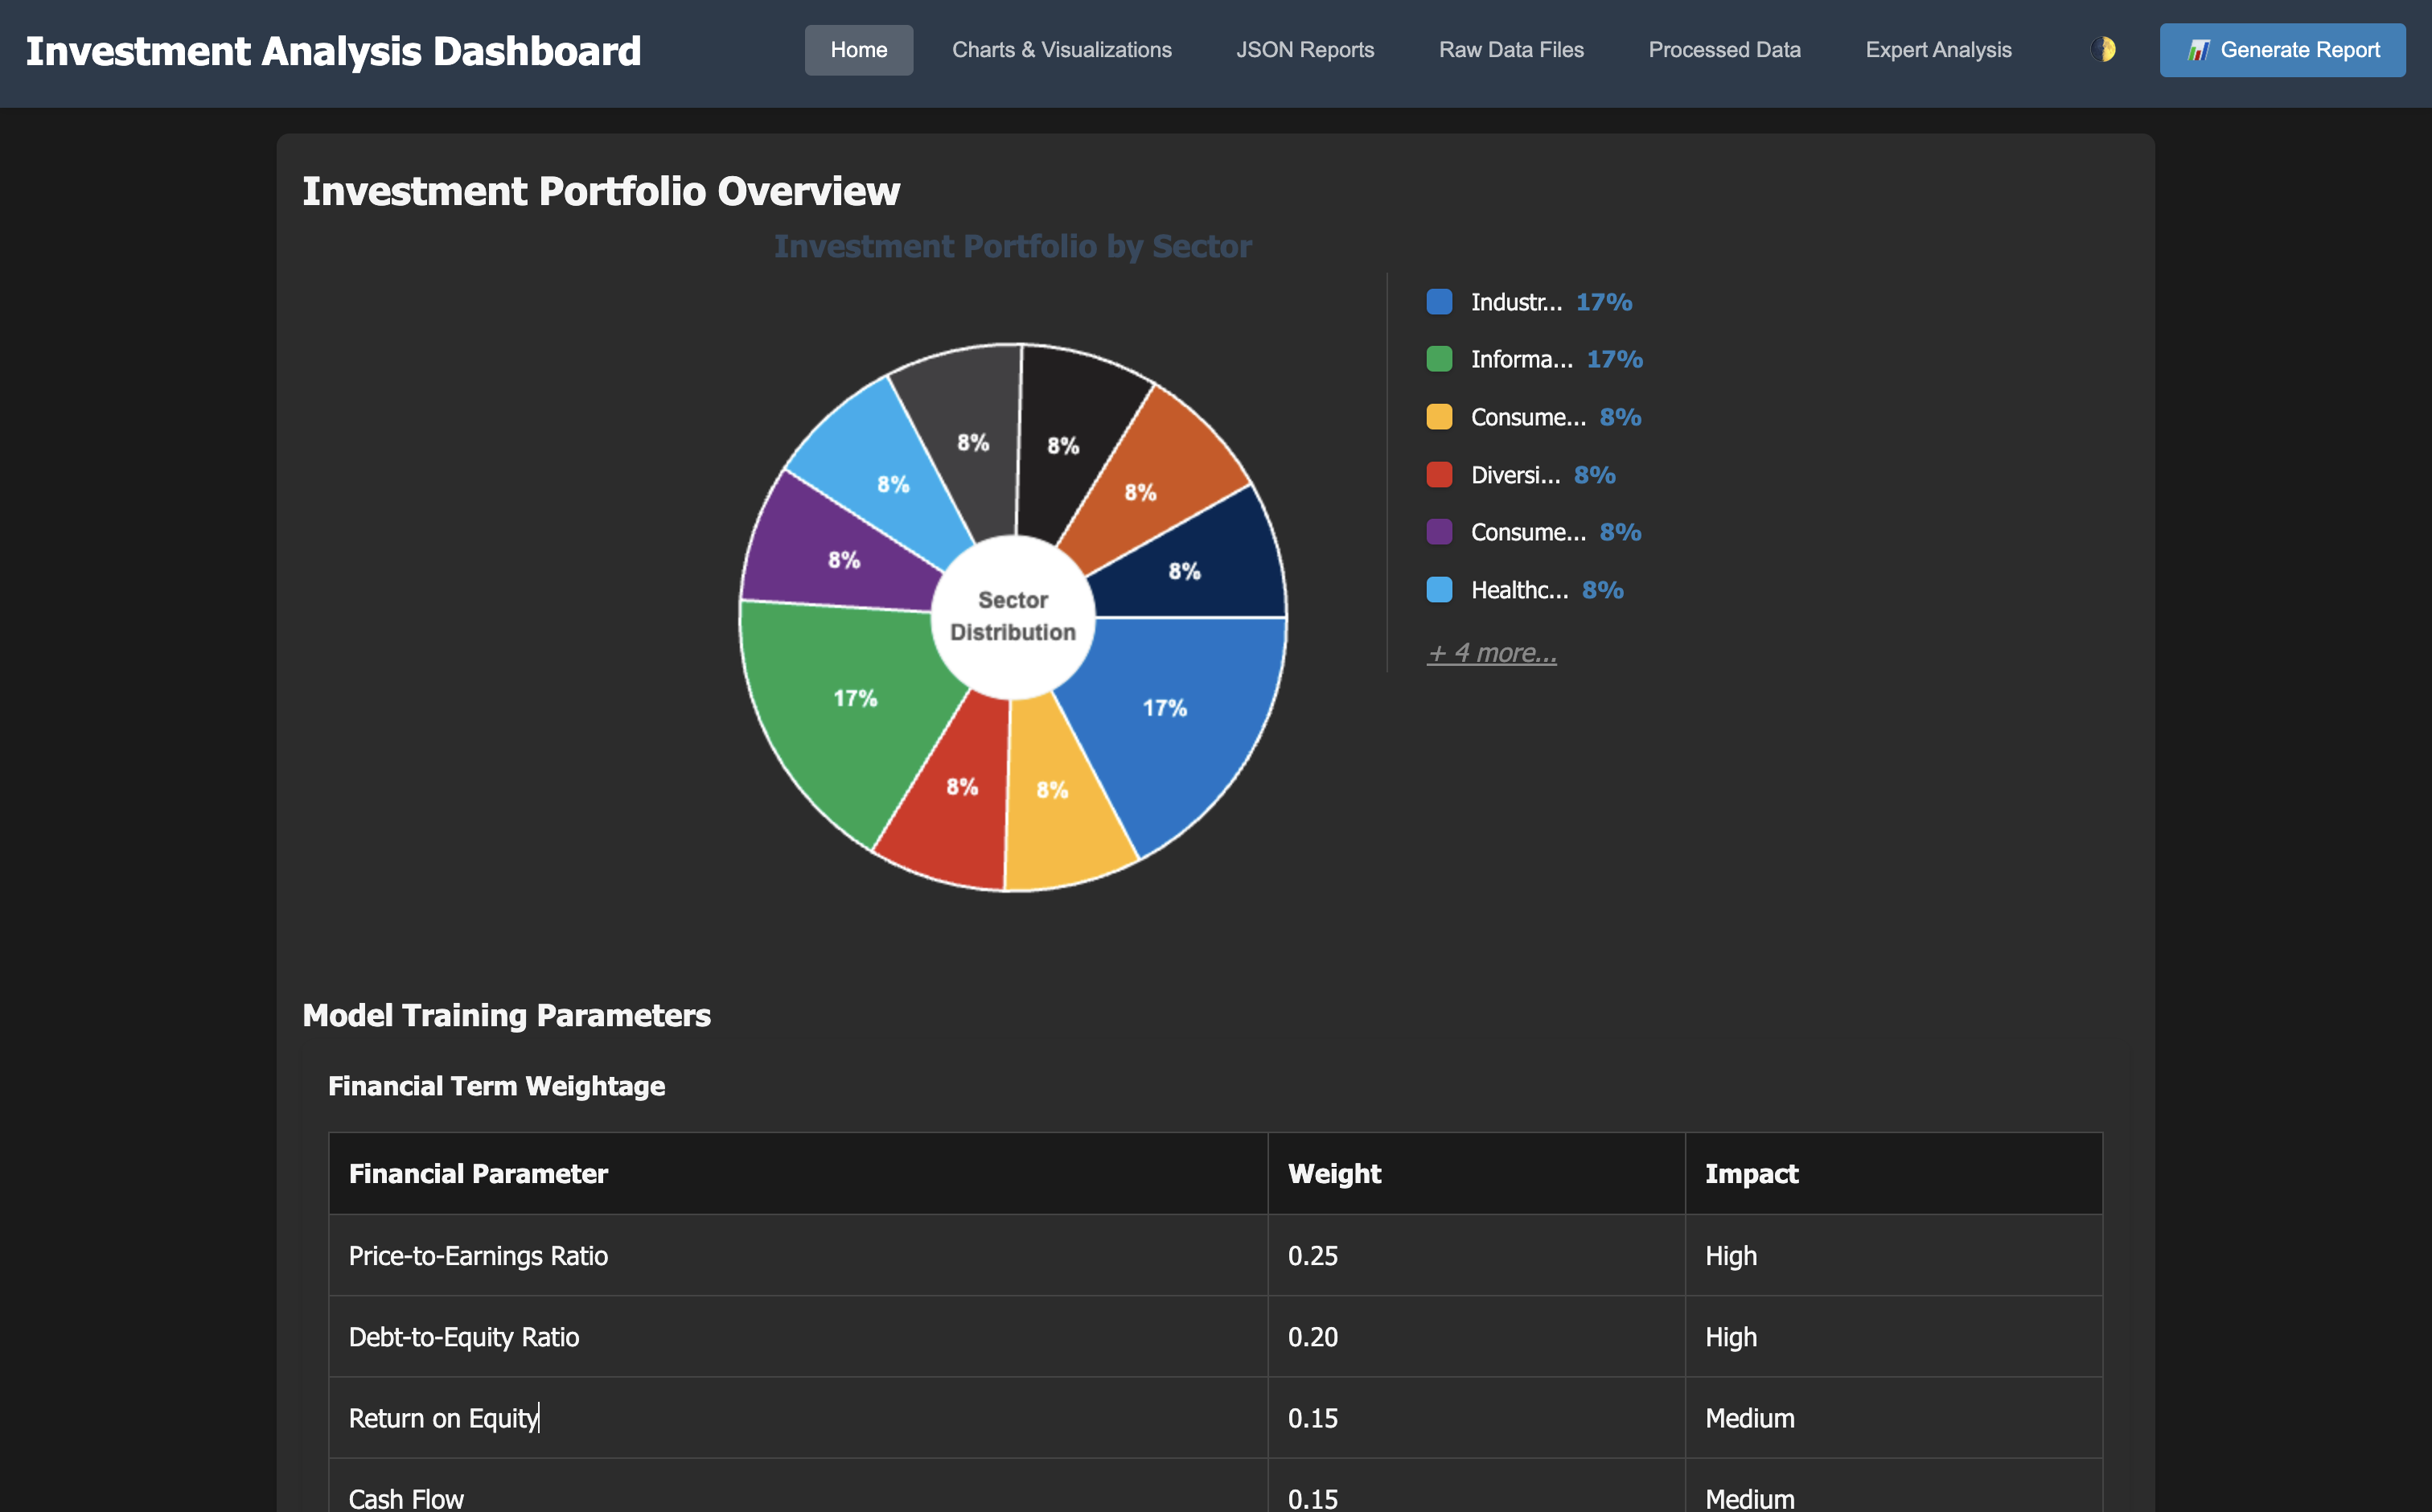 Investment Analysis Dashboard
Home
Charts & Visualizations
JSON Reports
Raw Data Files
Processed Data
Expert Analysis
Generate Report
Investment Portfolio Overview
Investment Portfolio by Sector
8%
8%
8%
8%
8%
8%
17%
8%
8%
17%
Sector
Distribution
Industr... 17%
Informa... 17%
Consume... 8%
Diversi... 8%
Consume... 8%
Healthc... 8%
+ 4 more...
Model Training Parameters
Financial Term Weightage
Financial Parameter Weight Impact
Price-to-Earnings Ratio 0.25 High
Debt-to-Equity Ratio 0.20 High
Return on Equity 0.15 Medium
Cash Flow 0.15 Medium